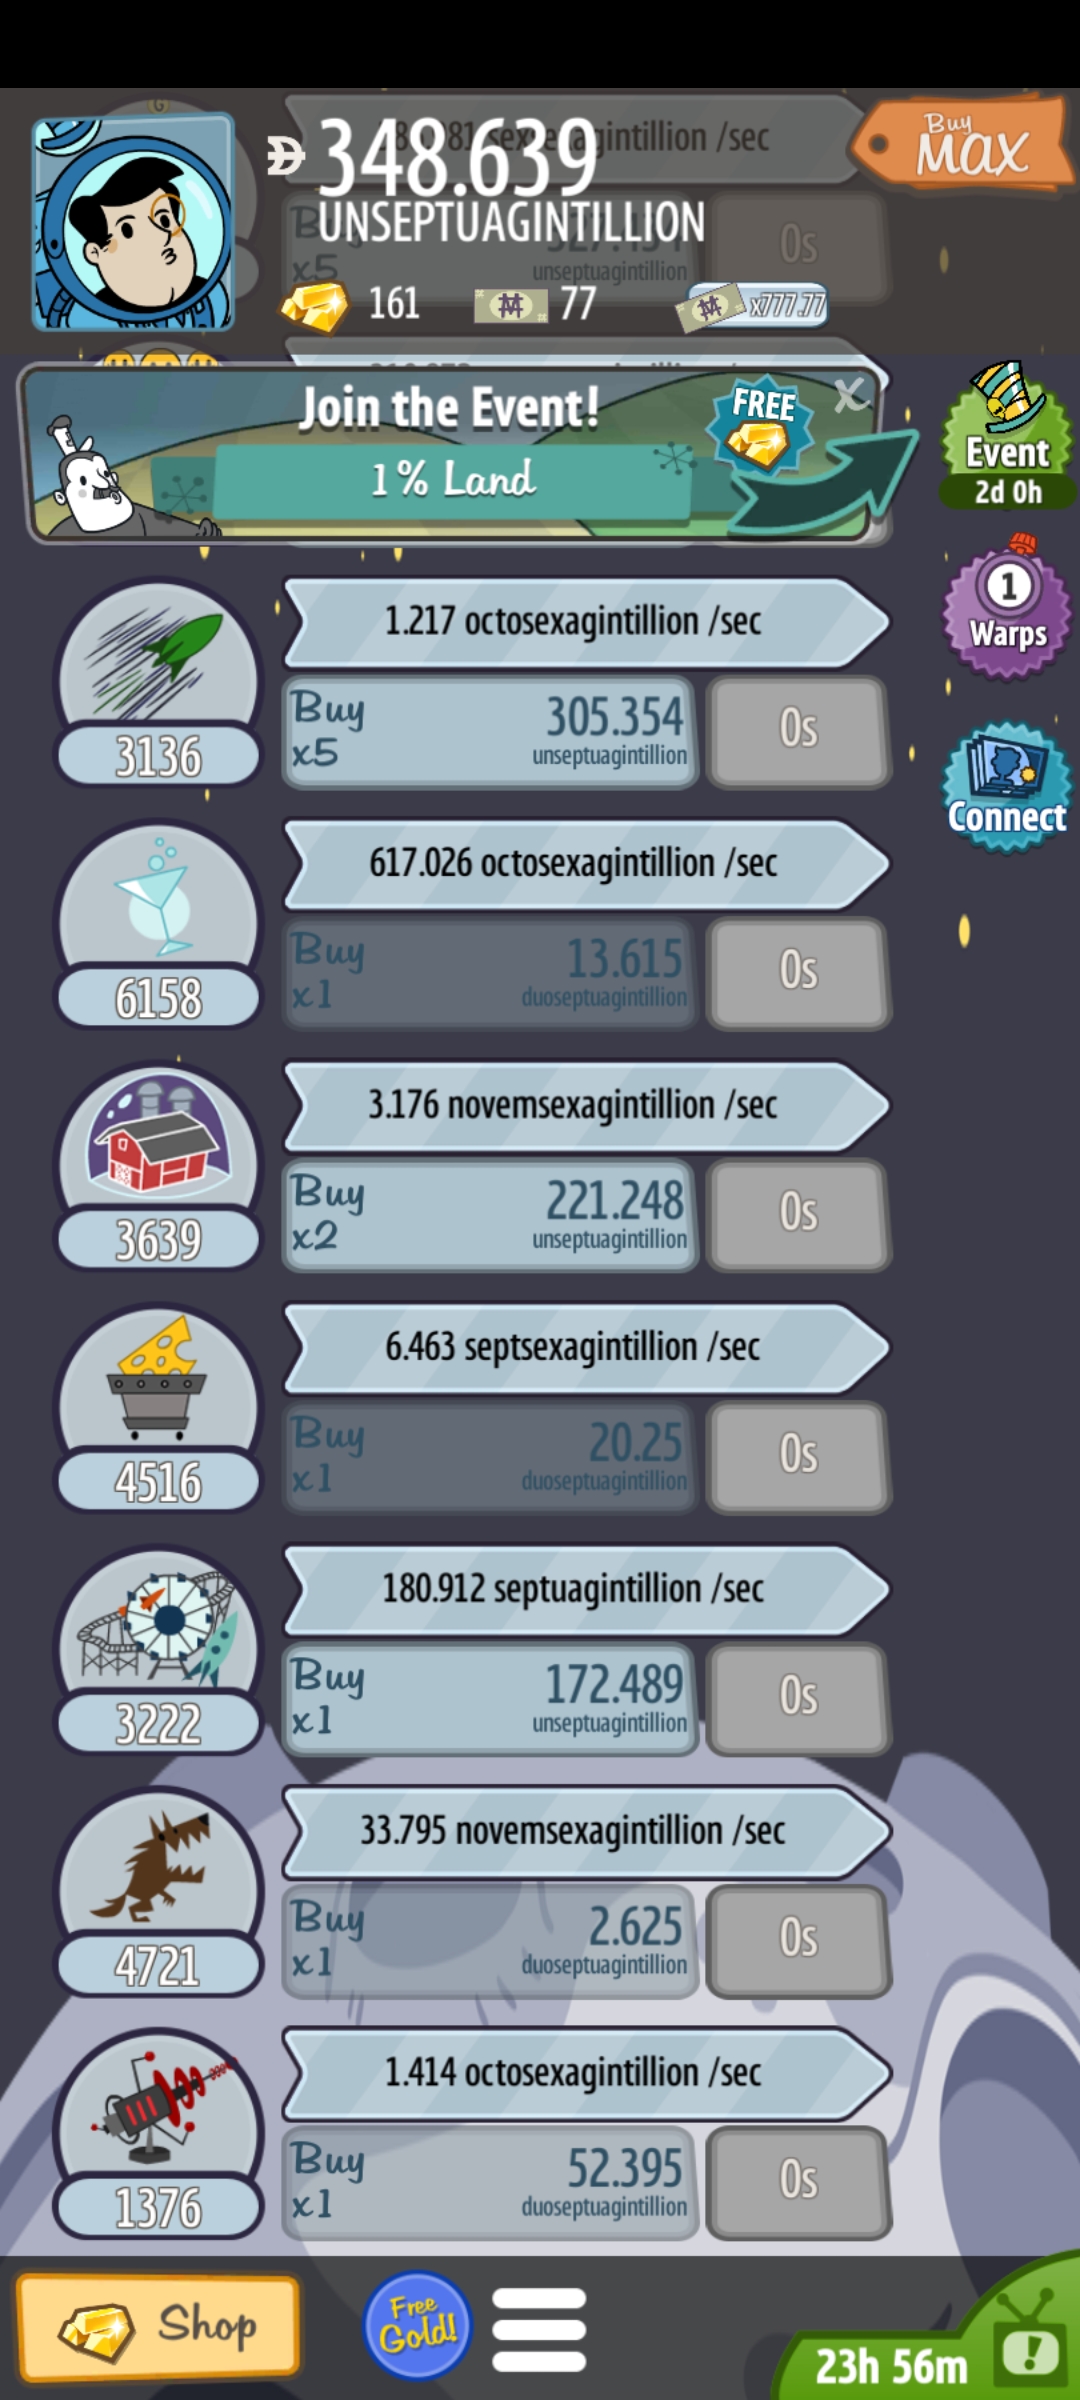 348.639
UNSEPTUAGINTILLION
Buy
MAX
x5
unseptuagintillion
0s
161
77
x777.77
Join the Event!
1% Land
FREE
x
Event
2d 0h
1
Warps
Connect
1.217 octosexagintillion /sec
Buy
x5
305.354
unseptuagintillion
0s
3136
617.026 octosexagintillion /sec
Buy
x1
13.615
duoseptuagintillion
0s
6158
3.176 novemsexagintillion /sec
Buy
x2
221.248
unseptuagintillion
0s
3639
6.463 septsexagintillion /sec
Buy
x1
20.25
duoseptuagintillion
0s
4516
180.912 septuagintillion /sec
Buy
x1
172.489
unseptuagintillion
0s
3222
33.795 novemsexagintillion /sec
Buy
x1
2.625
duoseptuagintillion
0s
4721
1.414 octosexagintillion /sec
Buy
x1
52.395
duoseptuagintillion
0s
1376
Shop
Free
Gold!
23h 56m